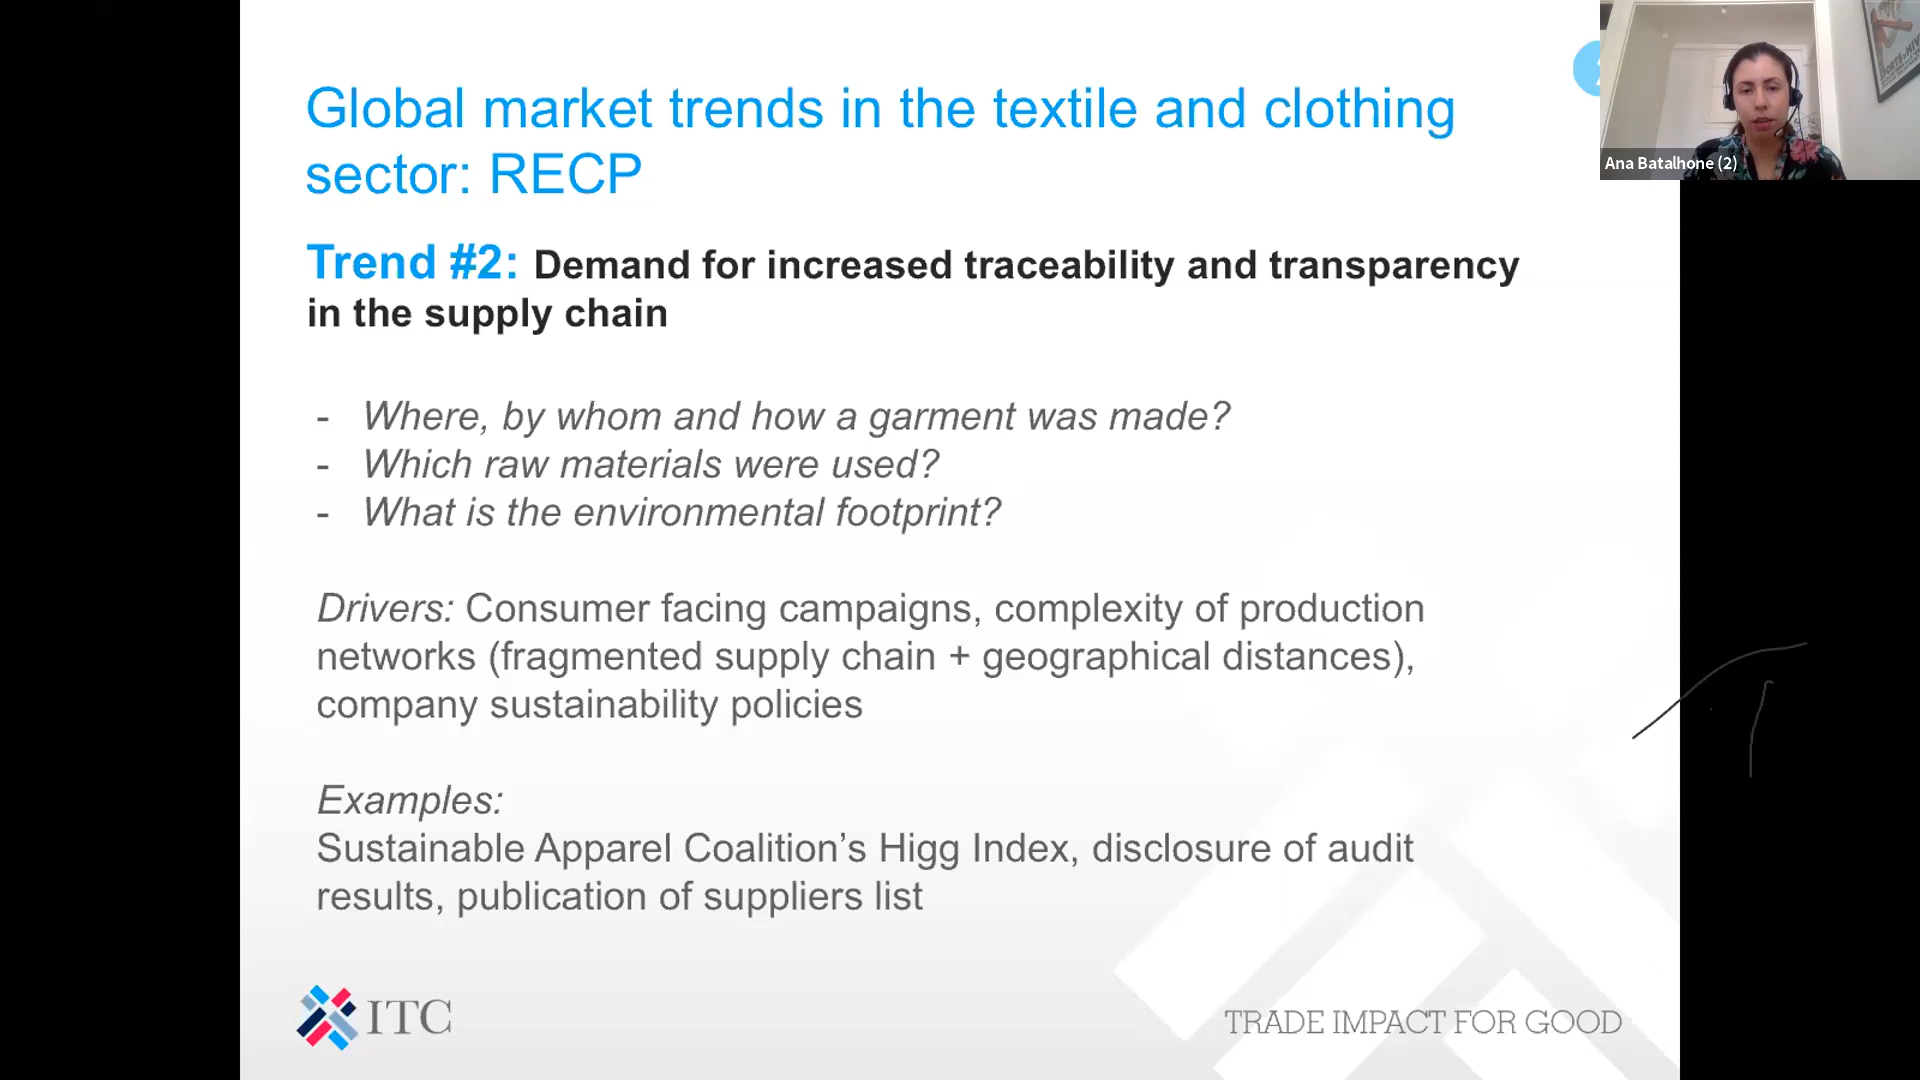 Global market trends in the textile and clothing
sector: RECP
Trend #2: Demand for increased traceability and transparency
in the supply chain
- Where, by whom and how a garment was made?
- Which raw materials were used?
- What is the environmental footprint?
Drivers: Consumer facing campaigns, complexity of production
networks (fragmented supply chain + geographical distances),
company sustainability policies
Examples:
Sustainable Apparel Coalition’s Higg Index, disclosure of audit
results, publication of suppliers list
ITC
TRADE IMPACT FOR GOOD
Ana Batalhone (2)